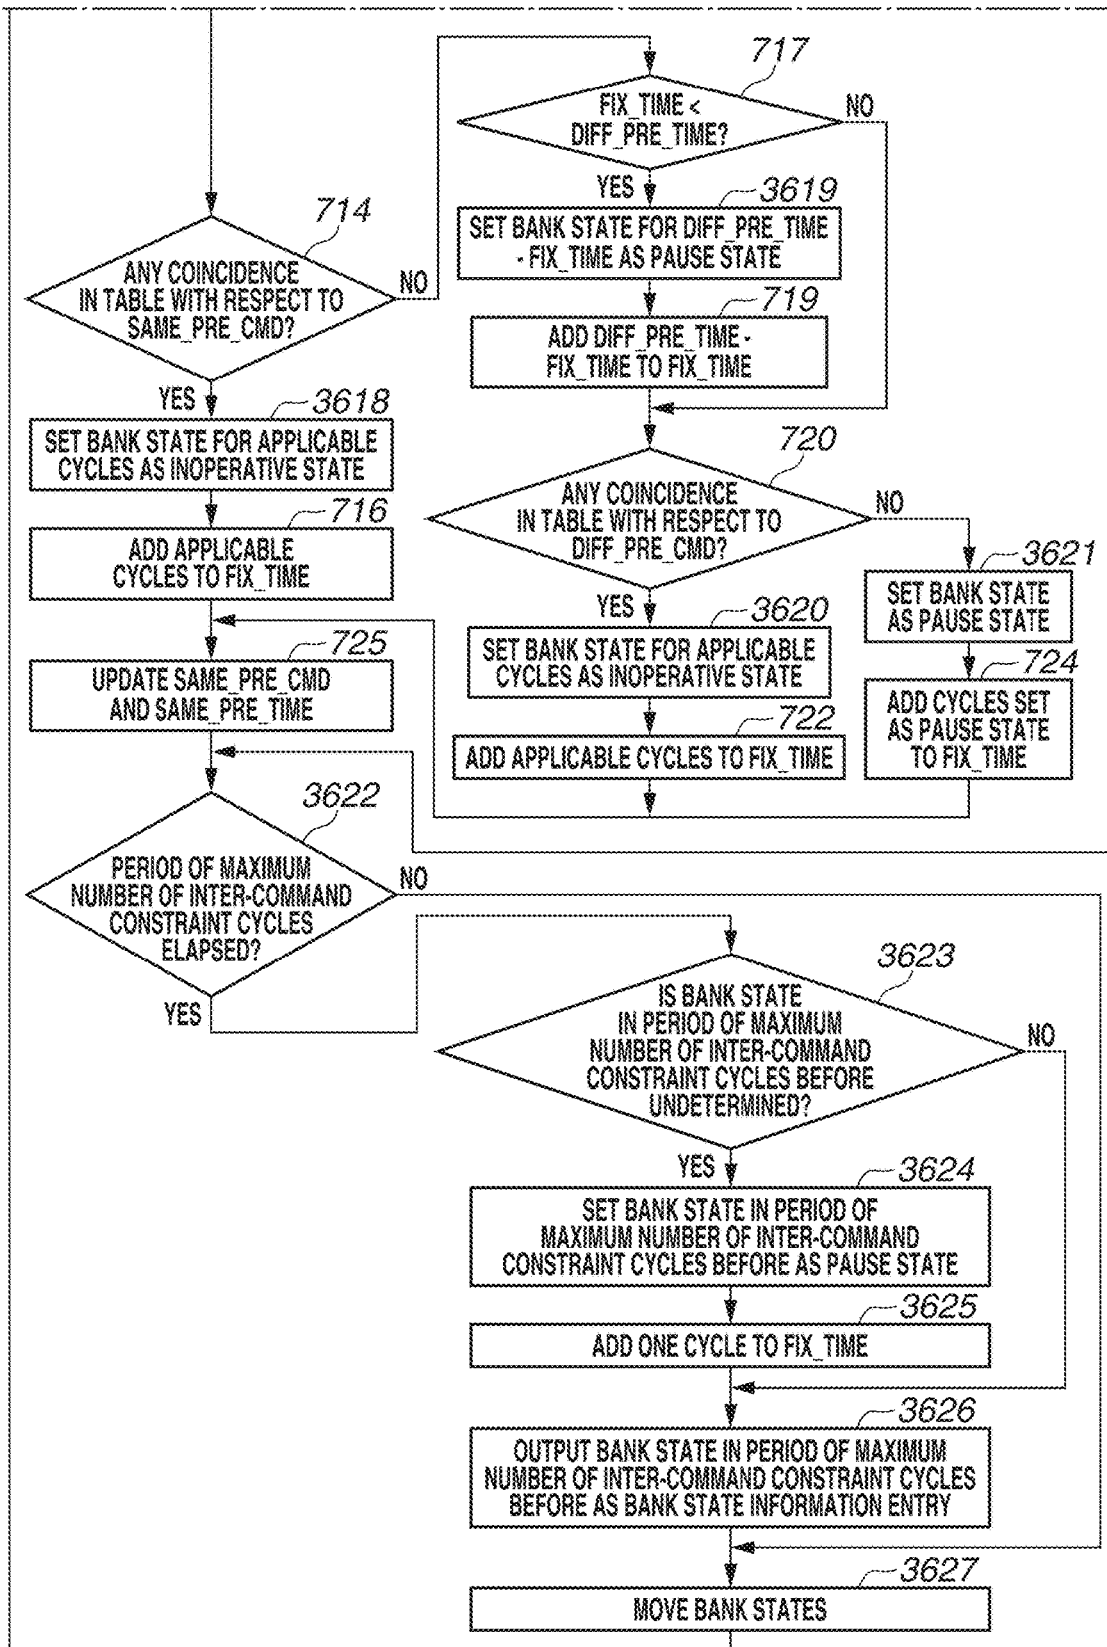 717
FIX_TIME <
DIFF_PRE_TIME?
NO
YES
3619
SET BANK STATE FOR DIFF_PRE_TIME
- FIX_TIME AS PAUSE STATE
719
ADD DIFF_PRE_TIME -
FIX_TIME TO FIX_TIME
714
ANY COINCIDENCE
IN TABLE WITH RESPECT TO
SAME_PRE_CMD?
NO
YES
3618
SET BANK STATE FOR APPLICABLE
CYCLES AS INOPERATIVE STATE
716
ADD APPLICABLE
CYCLES TO FIX_TIME
725
UPDATE SAME_PRE_CMD
AND SAME_PRE_TIME
720
ANY COINCIDENCE
IN TABLE WITH RESPECT TO
DIFF_PRE_CMD?
NO
YES
3620
SET BANK STATE FOR APPLICABLE
CYCLES AS INOPERATIVE STATE
722
ADD APPLICABLE CYCLES TO FIX_TIME
3621
SET BANK STATE
AS PAUSE STATE
724
ADD CYCLES SET
AS PAUSE STATE
TO FIX_TIME
3622
PERIOD OF MAXIMUM
NUMBER OF INTER-COMMAND
CONSTRAINT CYCLES
ELAPSED?
NO
YES
3623
IS BANK STATE
IN PERIOD OF MAXIMUM
NUMBER OF INTER-COMMAND
CONSTRAINT CYCLES BEFORE
UNDETERMINED?
NO
YES
3624
SET BANK STATE IN PERIOD OF
MAXIMUM NUMBER OF INTER-COMMAND
CONSTRAINT CYCLES BEFORE AS PAUSE STATE
3625
ADD ONE CYCLE TO FIX_TIME
3626
OUTPUT BANK STATE IN PERIOD OF MAXIMUM
NUMBER OF INTER-COMMAND CONSTRAINT CYCLES
BEFORE AS BANK STATE INFORMATION ENTRY
3627
MOVE BANK STATES